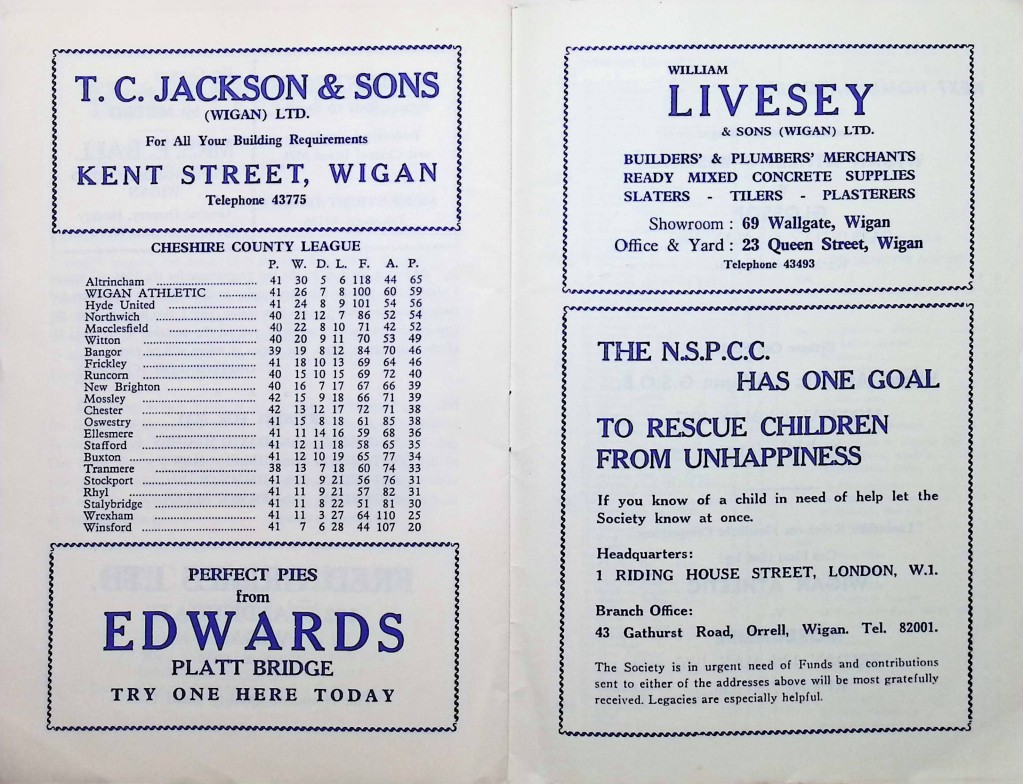 T. C. JACKSON & SONS
(WIGAN) LTD.
For All Your Building Requirements
KENT STREET, WIGAN
Telephone 43775
CHESHIRE COUNTY LEAGUE
P. W. D. L. F. A. P.
Altrincham ........................ 41 30 5 6 118 44 65
WIGAN ATHLETIC ............ 41 26 7 8 100 60 59
Hyde United ..................... 41 24 8 9 101 54 56
Northwich ........................ 40 21 12 7 86 52 54
Macclesfield ..................... 40 22 8 10 71 42 52
Witton .............................. 40 20 9 11 70 53 49
Bangor .............................. 39 19 8 12 84 70 46
Frickley ........................... 41 18 10 13 69 64 46
Runcorn ........................... 40 15 10 15 69 72 40
New Brighton .................. 40 16 7 17 67 66 39
Mossley ........................... 42 15 9 18 66 71 39
Chester ........................... 42 13 12 17 72 71 38
Oswestry ........................ 41 15 8 18 61 85 38
Ellesmere ........................ 41 11 14 16 59 68 36
Stafford ........................... 41 12 11 18 58 65 35
Buxton .............................. 41 12 10 19 65 77 34
Tranmere ........................ 38 13 7 18 60 74 33
Stockport ........................ 41 11 9 21 56 76 31
Rhyl ................................. 41 11 9 21 57 82 31
Stalybridge ..................... 41 11 8 22 51 81 30
Wrexham ........................ 41 11 3 27 64 110 25
Winsford ........................ 41 7 6 28 44 107 20
PERFECT PIES
from
EDWARDS
PLATT BRIDGE
TRY ONE HERE TODAY
WILLIAM
LIVESEY
& SONS (WIGAN) LTD.
BUILDERS' & PLUMBERS' MERCHANTS
READY MIXED CONCRETE SUPPLIES
SLATERS - TILERS - PLASTERERS
Showroom : 69 Wallgate, Wigan
Office & Yard : 23 Queen Street, Wigan
Telephone 43493
THE N.S.P.C.C.
HAS ONE GOAL
TO RESCUE CHILDREN
FROM UNHAPPINESS
If you know of a child in need of help let the
Society know at once.
Headquarters:
1 RIDING HOUSE STREET, LONDON, W.1.
Branch Office:
43 Gathurst Road, Orrell, Wigan. Tel. 82001.
The Society is in urgent need of Funds and contributions
sent to either of the addresses above will be most gratefully
received. Legacies are especially helpful.